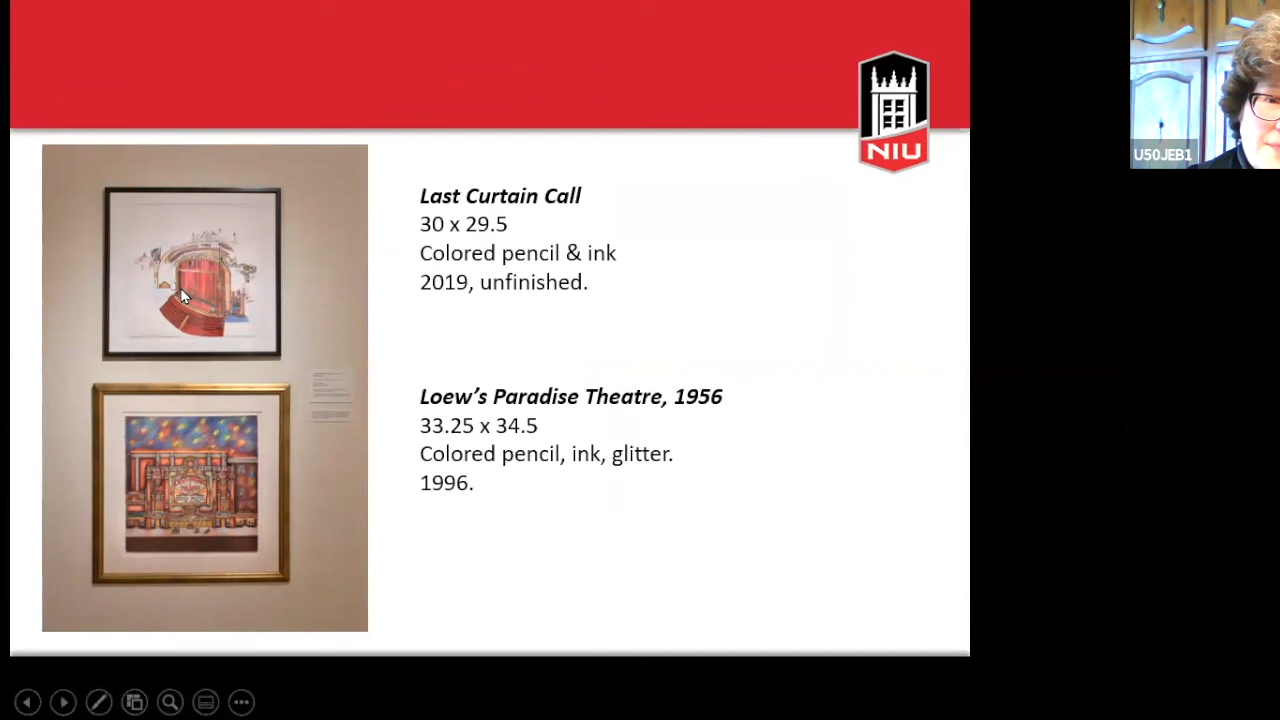 NIU
U50JEB1
Last Curtain Call
30 x 29.5
Colored pencil & ink
2019, unfinished.
Loew's Paradise Theatre, 1956
33.25 x 34.5
Colored pencil, ink, glitter.
1996.